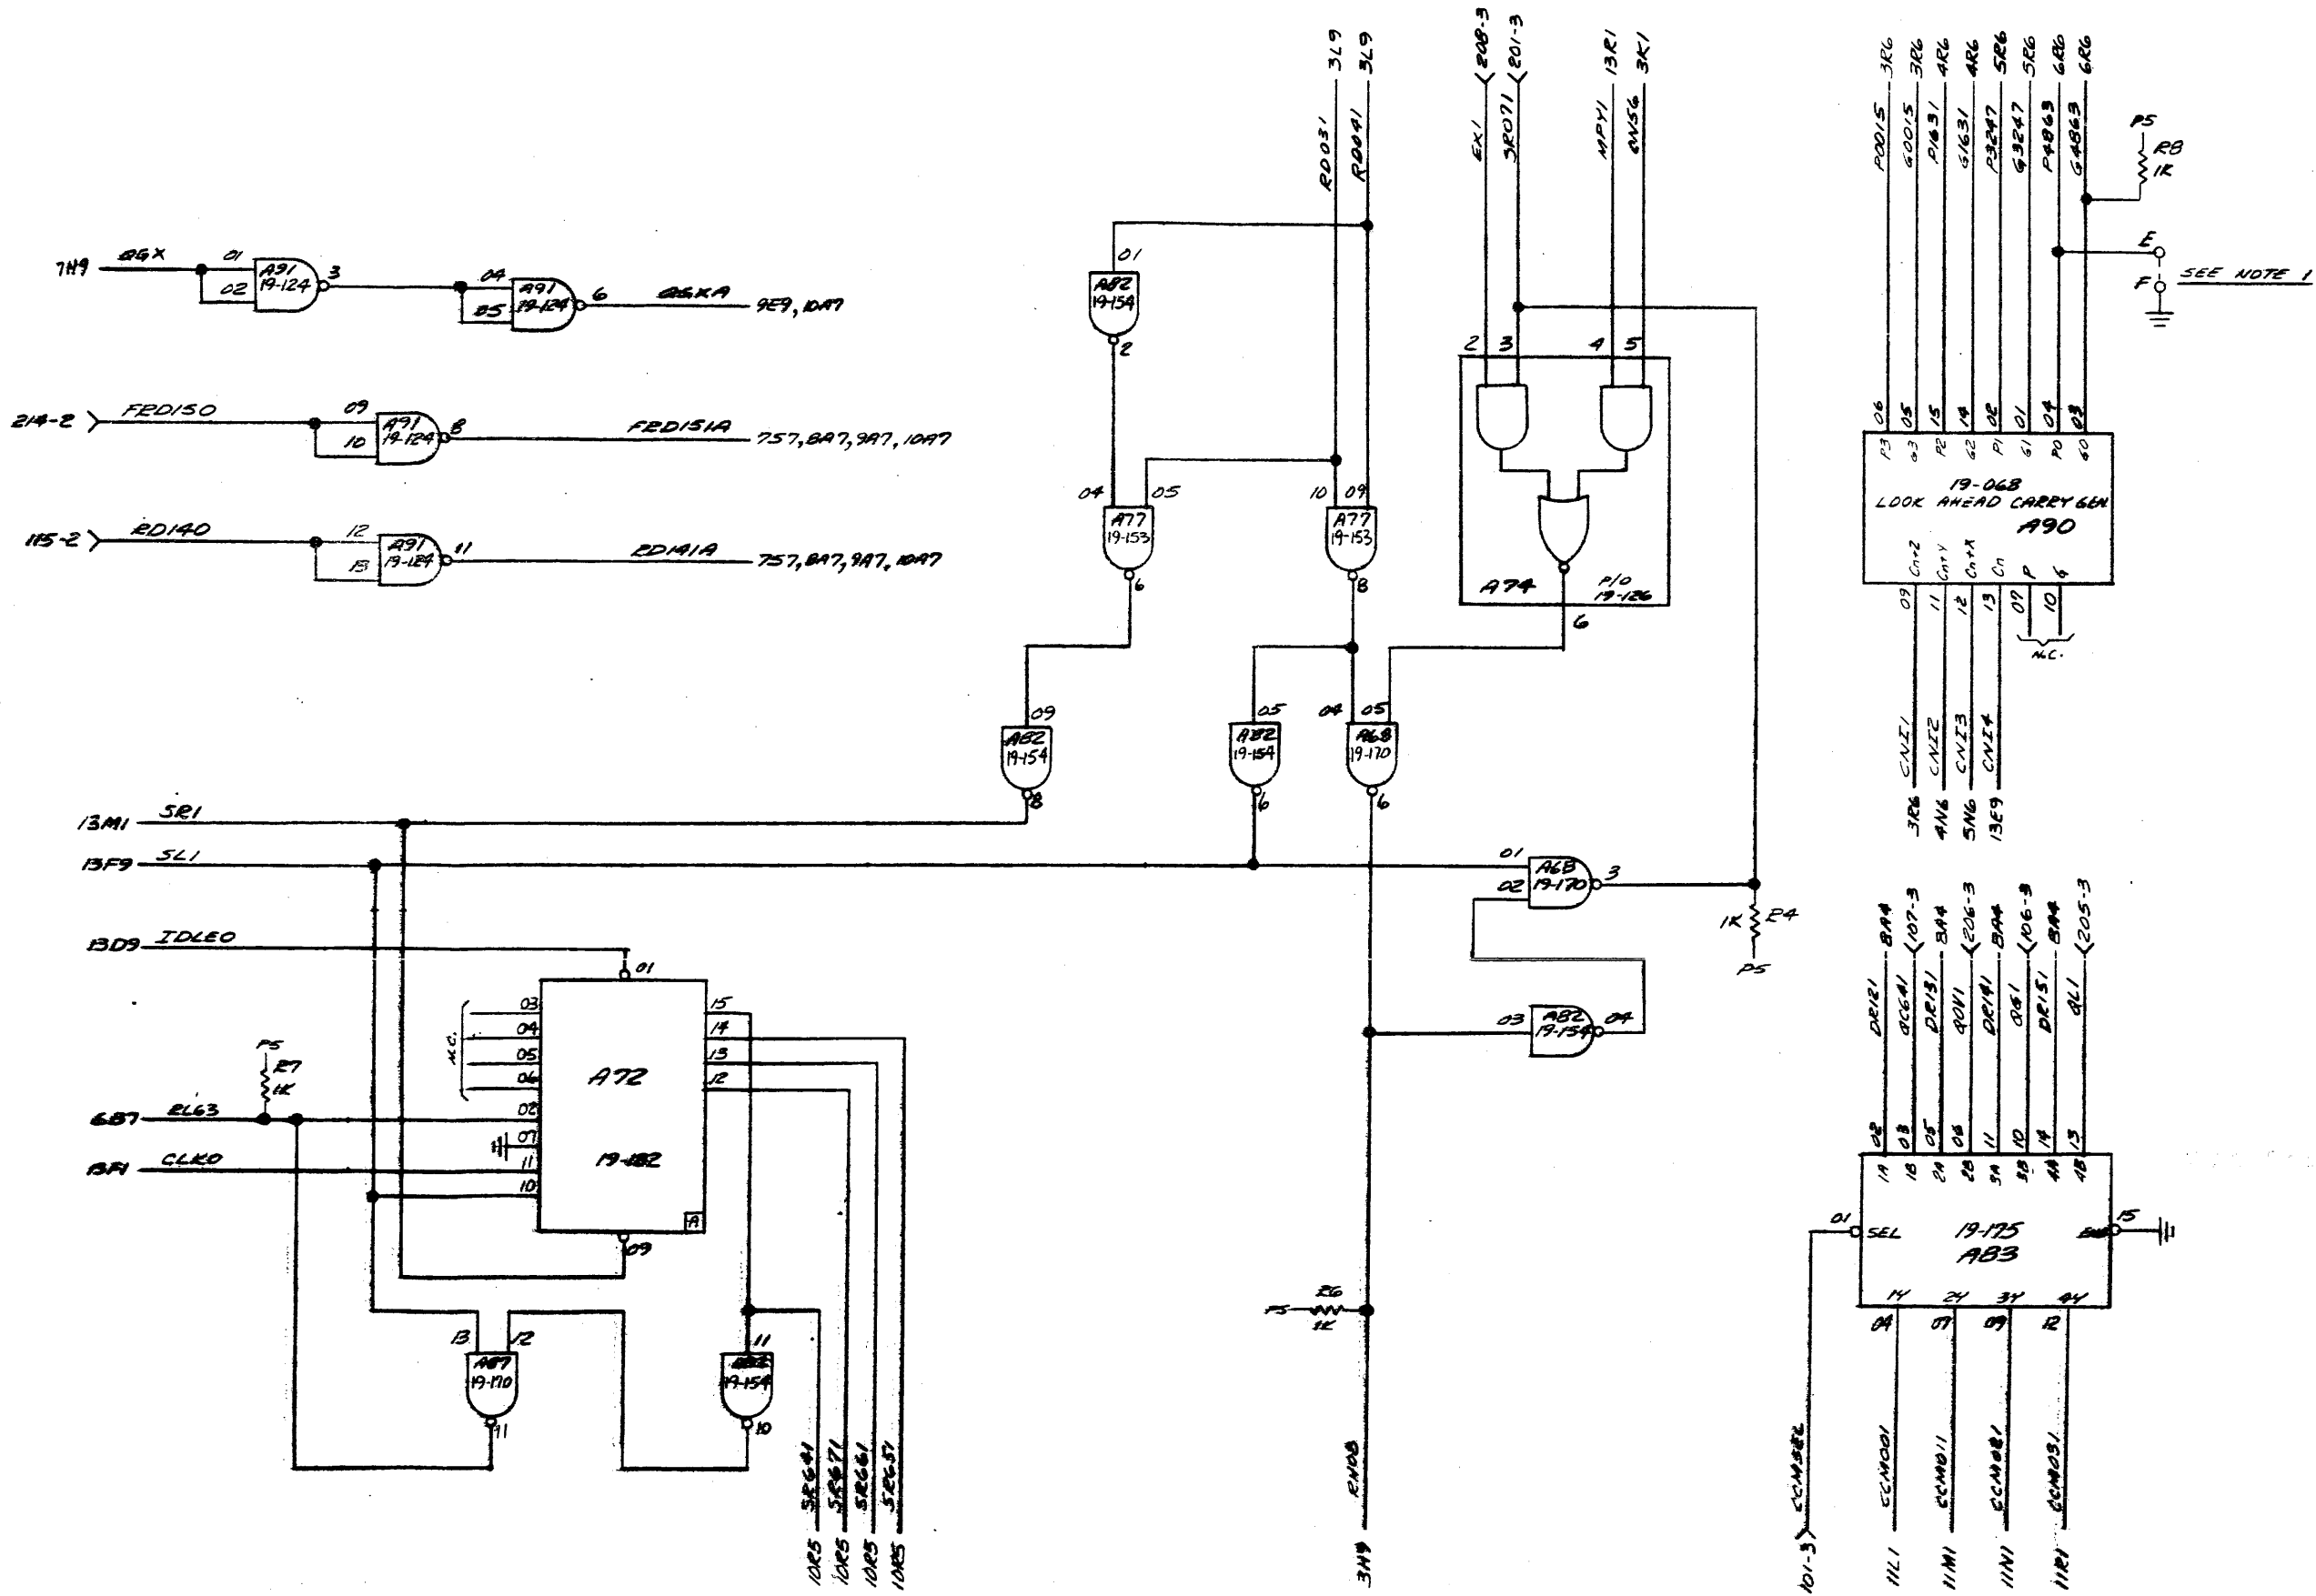 7H9
QGX
01
02
A91
19-124
3
04
05
A91
19-124
6
QGXA
9E9, 10A7
214-2
FRD150
09
10
A91
19-124
8
FRD151A
7S7, 8A7, 9A7, 10A7
115-2
RD140
12
13
A91
19-124
11
RD141A
7S7, 8A7, 9A7, 10A7
3L9
3L9
RD031
RD041
01
A82
19-154
2
04
05
A77
19-153
6
10
09
A77
19-153
8
09
A82
19-154
8
05
A82
19-154
6
04
05
A68
19-170
6
208-3
201-3
13R1
3K1
EX1
SR071
MPY1
2
3
4
5
A74
P/O
19-126
6
13M1
SR1
13F9
SL1
13D9
IDLE0
01
03
04
05
06
N.C.
02
07
11
10
15
14
13
12
A72
19-182
A
09
P5
R7
1K
6B7
RL63
13F1
CLK0
13
12
A87
19-170
11
11
19-154
10
SR641
SR671
SR661
SR651
10R5
10R5
10R5
10R5
01
02
A68
19-170
3
1K
R4
P5
03
A82
19-154
04
P5
R6
1K
RN08
3H9
3R6
3R6
4R6
4R6
5R6
5R6
6R6
6R6
P0015
G0015
P1631
G1631
P3247
G3247
P4863
G4863
P5
R8
1K
E
F
SEE NOTE 1
06
05
15
14
02
01
04
03
P3
G3
P2
G2
P1
G1
P0
G0
19-068
LOOK AHEAD CARRY GEN
A90
Cn+Z
Cn+Y
Cn+X
Cn
P
G
09
11
12
13
07
10
N.C.
CNI1
CNI2
CNI3
CNI4
3R6
4N6
5N6
13E9
8A4
107-3
8A4
206-3
8A4
106-3
8A4
205-3
DR121
QC641
DR131
QOV1
DR141
QG1
DR151
QL1
02
03
05
06
11
10
14
13
1A
1B
2A
2B
3A
3B
4A
4B
01
SEL
19-175
A83
15
1Y
2Y
3Y
4Y
04
07
09
12
CCMSEL
CCM001
CCM011
CCM021
CCM031
101-3
11L1
11M1
11N1
11R1